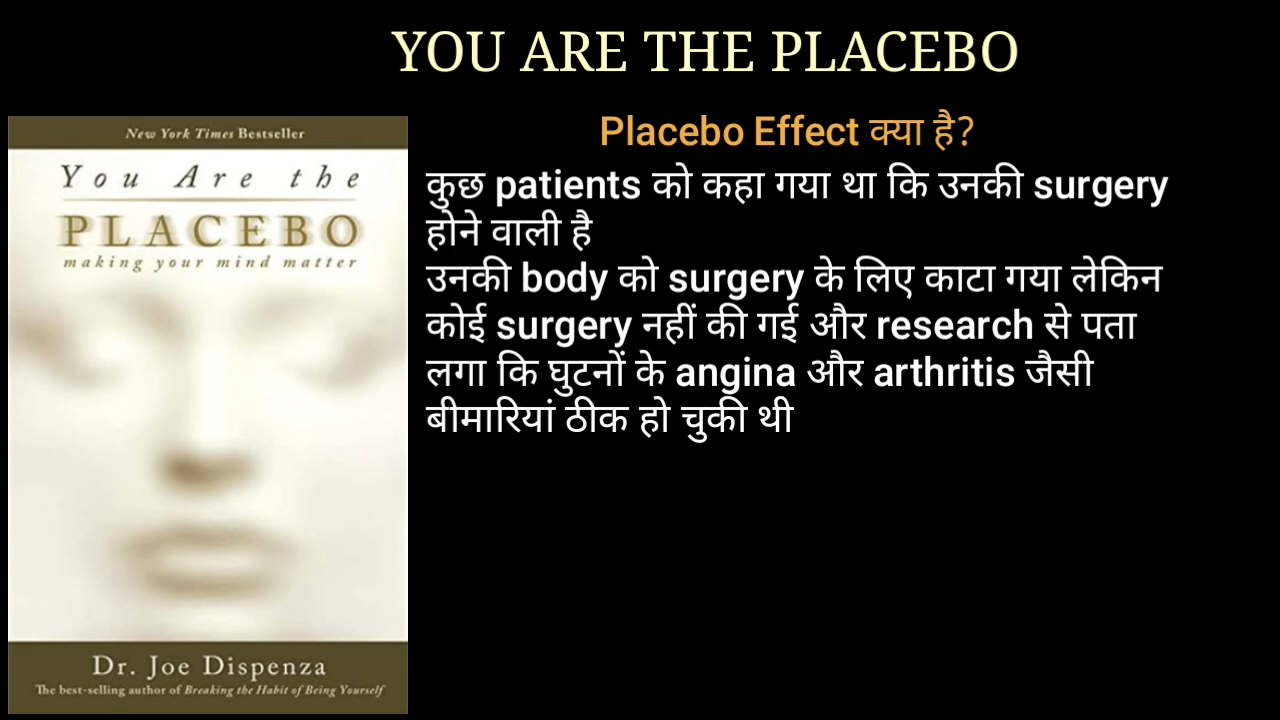 YOU ARE THE PLACEBO
New York Times Bestseller
You Are the
PLACEBO
making your mind matter
Dr. Joe Dispenza
The best-selling author of Breaking the Habit of Being Yourself
Placebo Effect क्या है?
कुछ patients को कहा गया था कि उनकी surgery
होने वाली है
उनकी body को surgery के लिए काटा गया लेकिन
कोई surgery नहीं की गई और research से पता
लगा कि घुटनों के angina और arthritis जैसी
बीमारियां ठीक हो चुकी थी